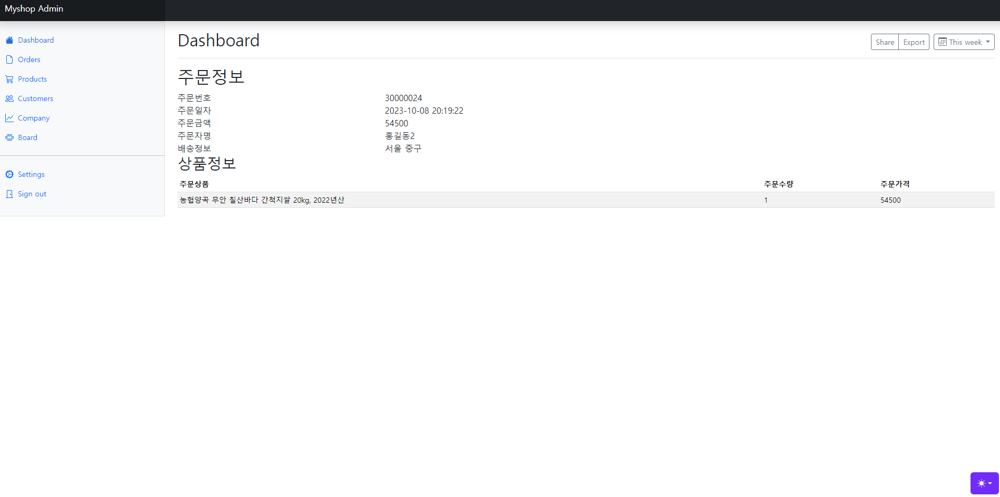 Myshop Admin
Dashboard
Orders
Products
Customers
Company
Board
Settings
Sign out
Dashboard
Share Export This week
주문정보
주문번호 30000024
주문일자 2023-10-08 20:19:22
주문금액 54500
주문자명 홍길동2
배송정보 서울 중구
상품정보
주문상품 주문수량 주문가격
농협양곡 무안 칠산바다 간척지쌀 20kg, 2022년산 1 54500